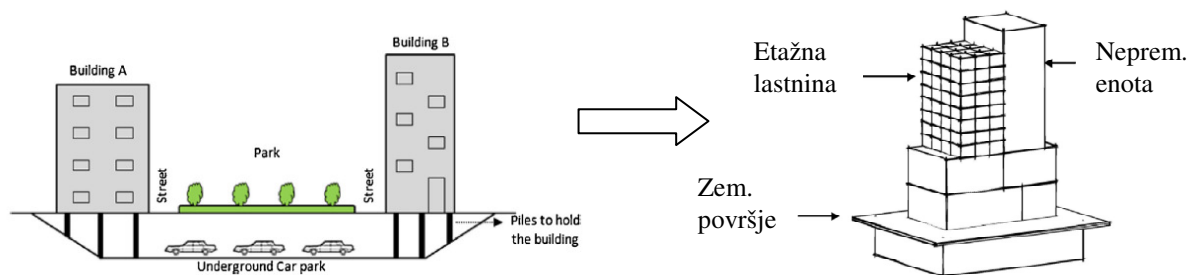 Building A
Building B
Park
Street
Street
Piles to hold
the building
Underground Car park
Etažna
lastnina
Neprem.
enota
Zem.
površje